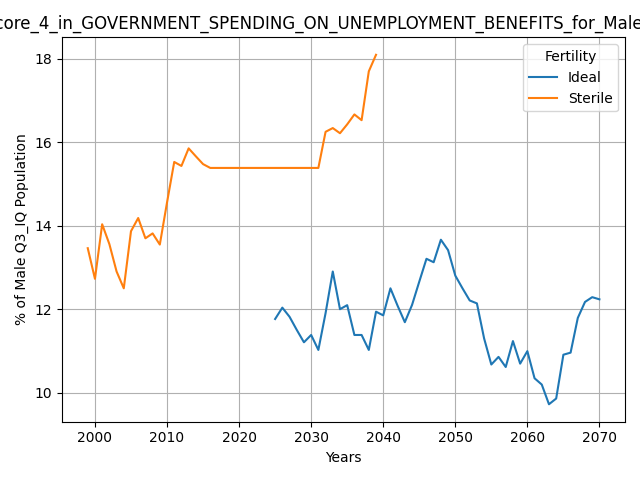 core_4_in_GOVERNMENT_SPENDING_ON_UNEMPLOYMENT_BENEFITS_for_Male
Fertility
Ideal
Sterile
% of Male Q3_IQ Population
18
16
14
12
10
2000 2010 2020 2030 2040 2050 2060 2070
Years